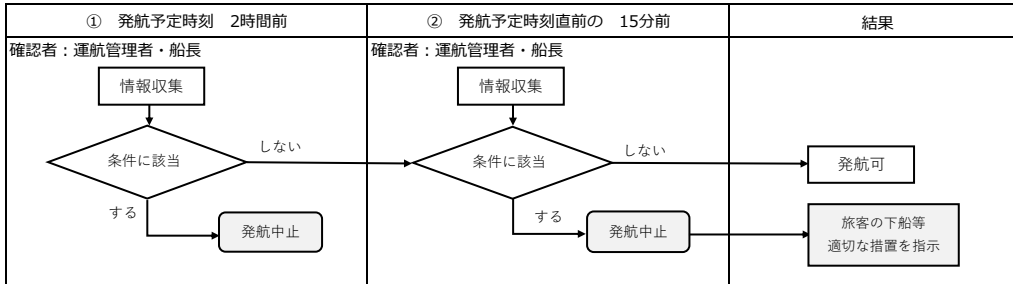 ① 発航予定時刻 2時間前
② 発航予定時刻直前の 15分前
結果
確認者：運航管理者・船長
情報収集
条件に該当
しない
する
発航中止
確認者：運航管理者・船長
情報収集
条件に該当
しない
する
発航中止
発航可
旅客の下船等
適切な措置を指示